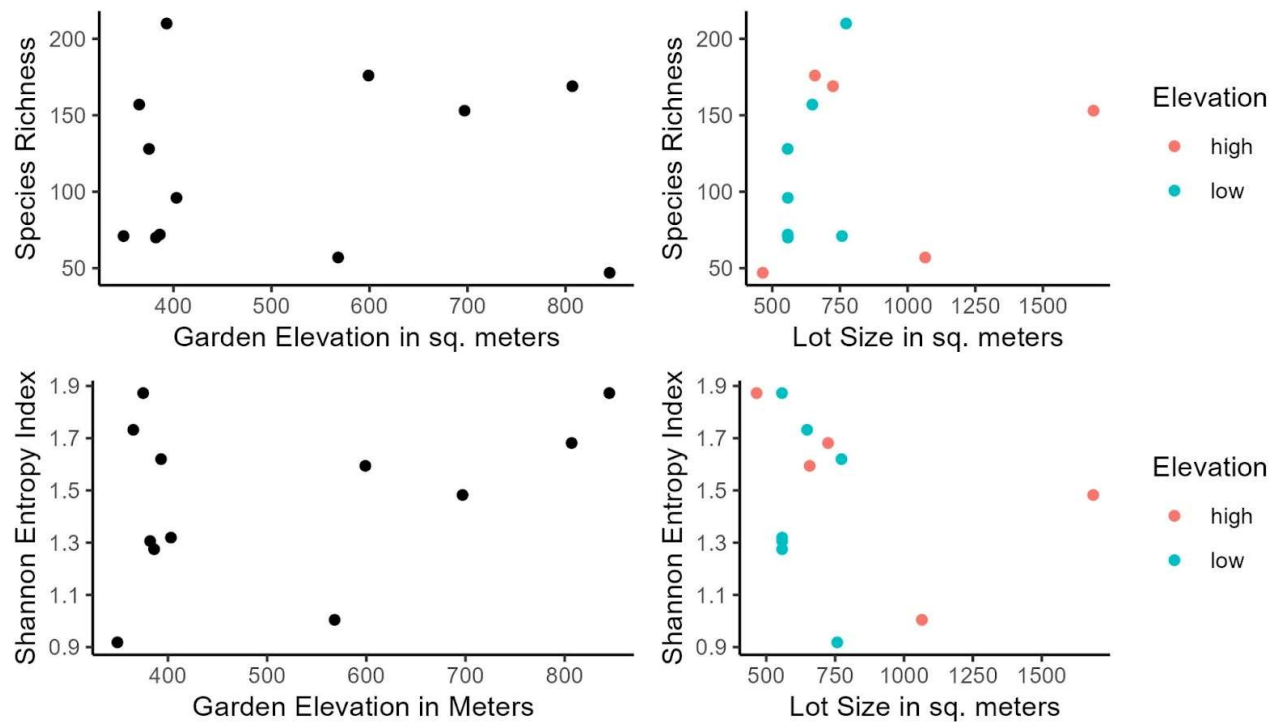 Species Richness
200
150
100
50
400 500 600 700 800
Garden Elevation in sq. meters
Species Richness
200
150
100
50
500 750 1000 1250 1500
Lot Size in sq. meters
Elevation
high
low
Shannon Entropy Index
1.9
1.7
1.5
1.3
1.1
0.9
400 500 600 700 800
Garden Elevation in Meters
Shannon Entropy Index
1.9
1.7
1.5
1.3
1.1
0.9
500 750 1000 1250 1500
Lot Size in sq. meters
Elevation
high
low